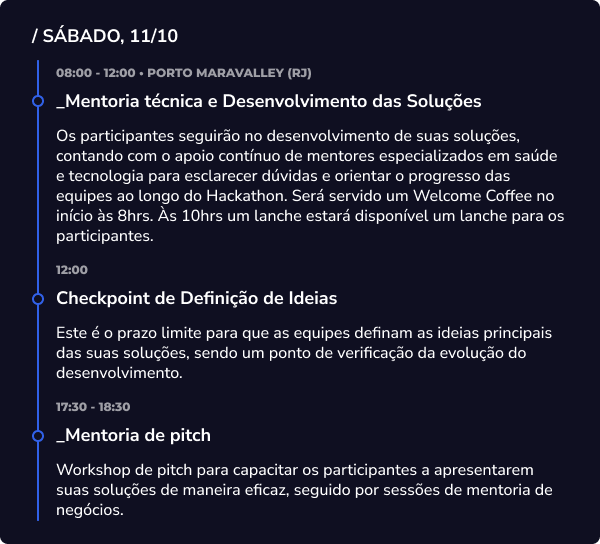 / SÁBADO, 11/10
08:00 - 12:00 • PORTO MARAVALLEY (RJ)
_Mentoria técnica e Desenvolvimento das Soluções
Os participantes seguirão no desenvolvimento de suas soluções,
contando com o apoio contínuo de mentores especializados em saúde
e tecnologia para esclarecer dúvidas e orientar o progresso das
equipes ao longo do Hackathon. Será servido um Welcome Coffee no
início às 8hrs. Às 10hrs um lanche estará disponível um lanche para os
participantes.
12:00
Checkpoint de Definição de Ideias
Este é o prazo limite para que as equipes definam as ideias principais
das suas soluções, sendo um ponto de verificação da evolução do
desenvolvimento.
17:30 - 18:30
_Mentoria de pitch
Workshop de pitch para capacitar os participantes a apresentarem
suas soluções de maneira eficaz, seguido por sessões de mentoria de
negócios.